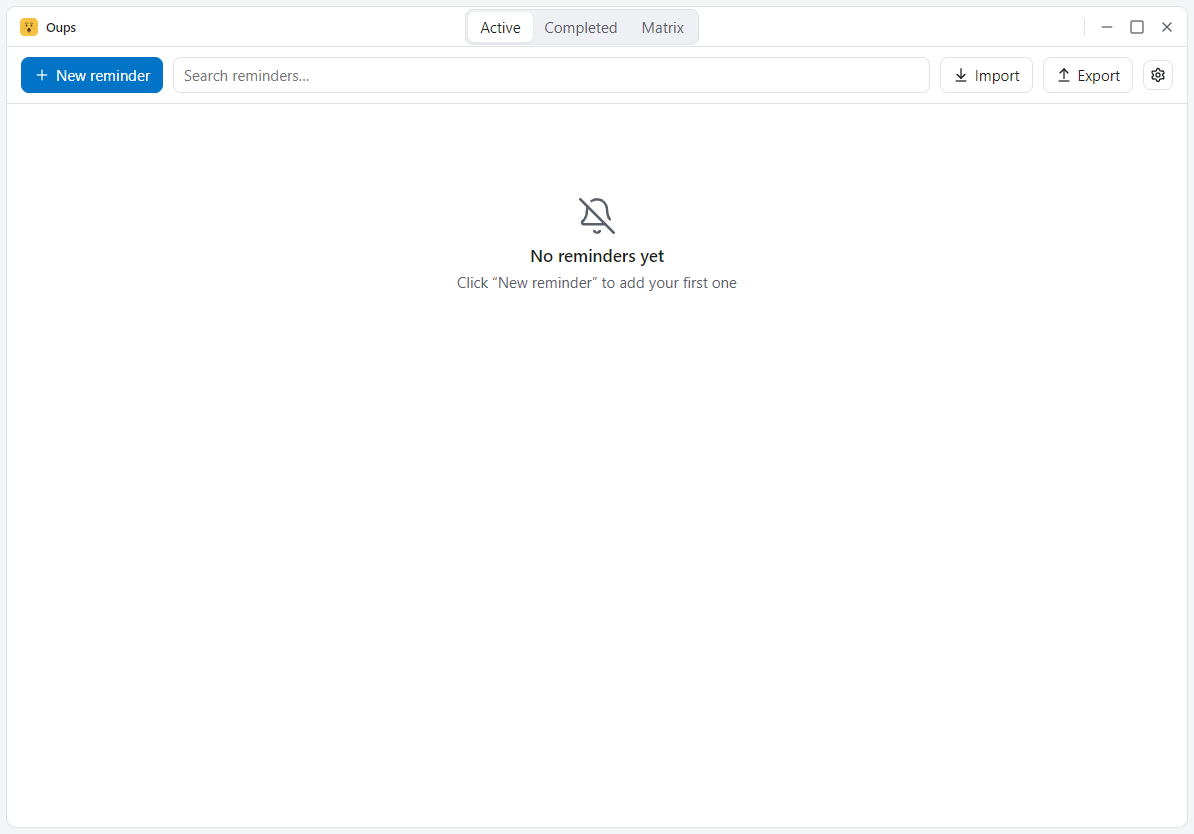 Oups
Active
Completed
Matrix
New reminder
Search reminders...
Import
Export
No reminders yet
Click “New reminder” to add your first one